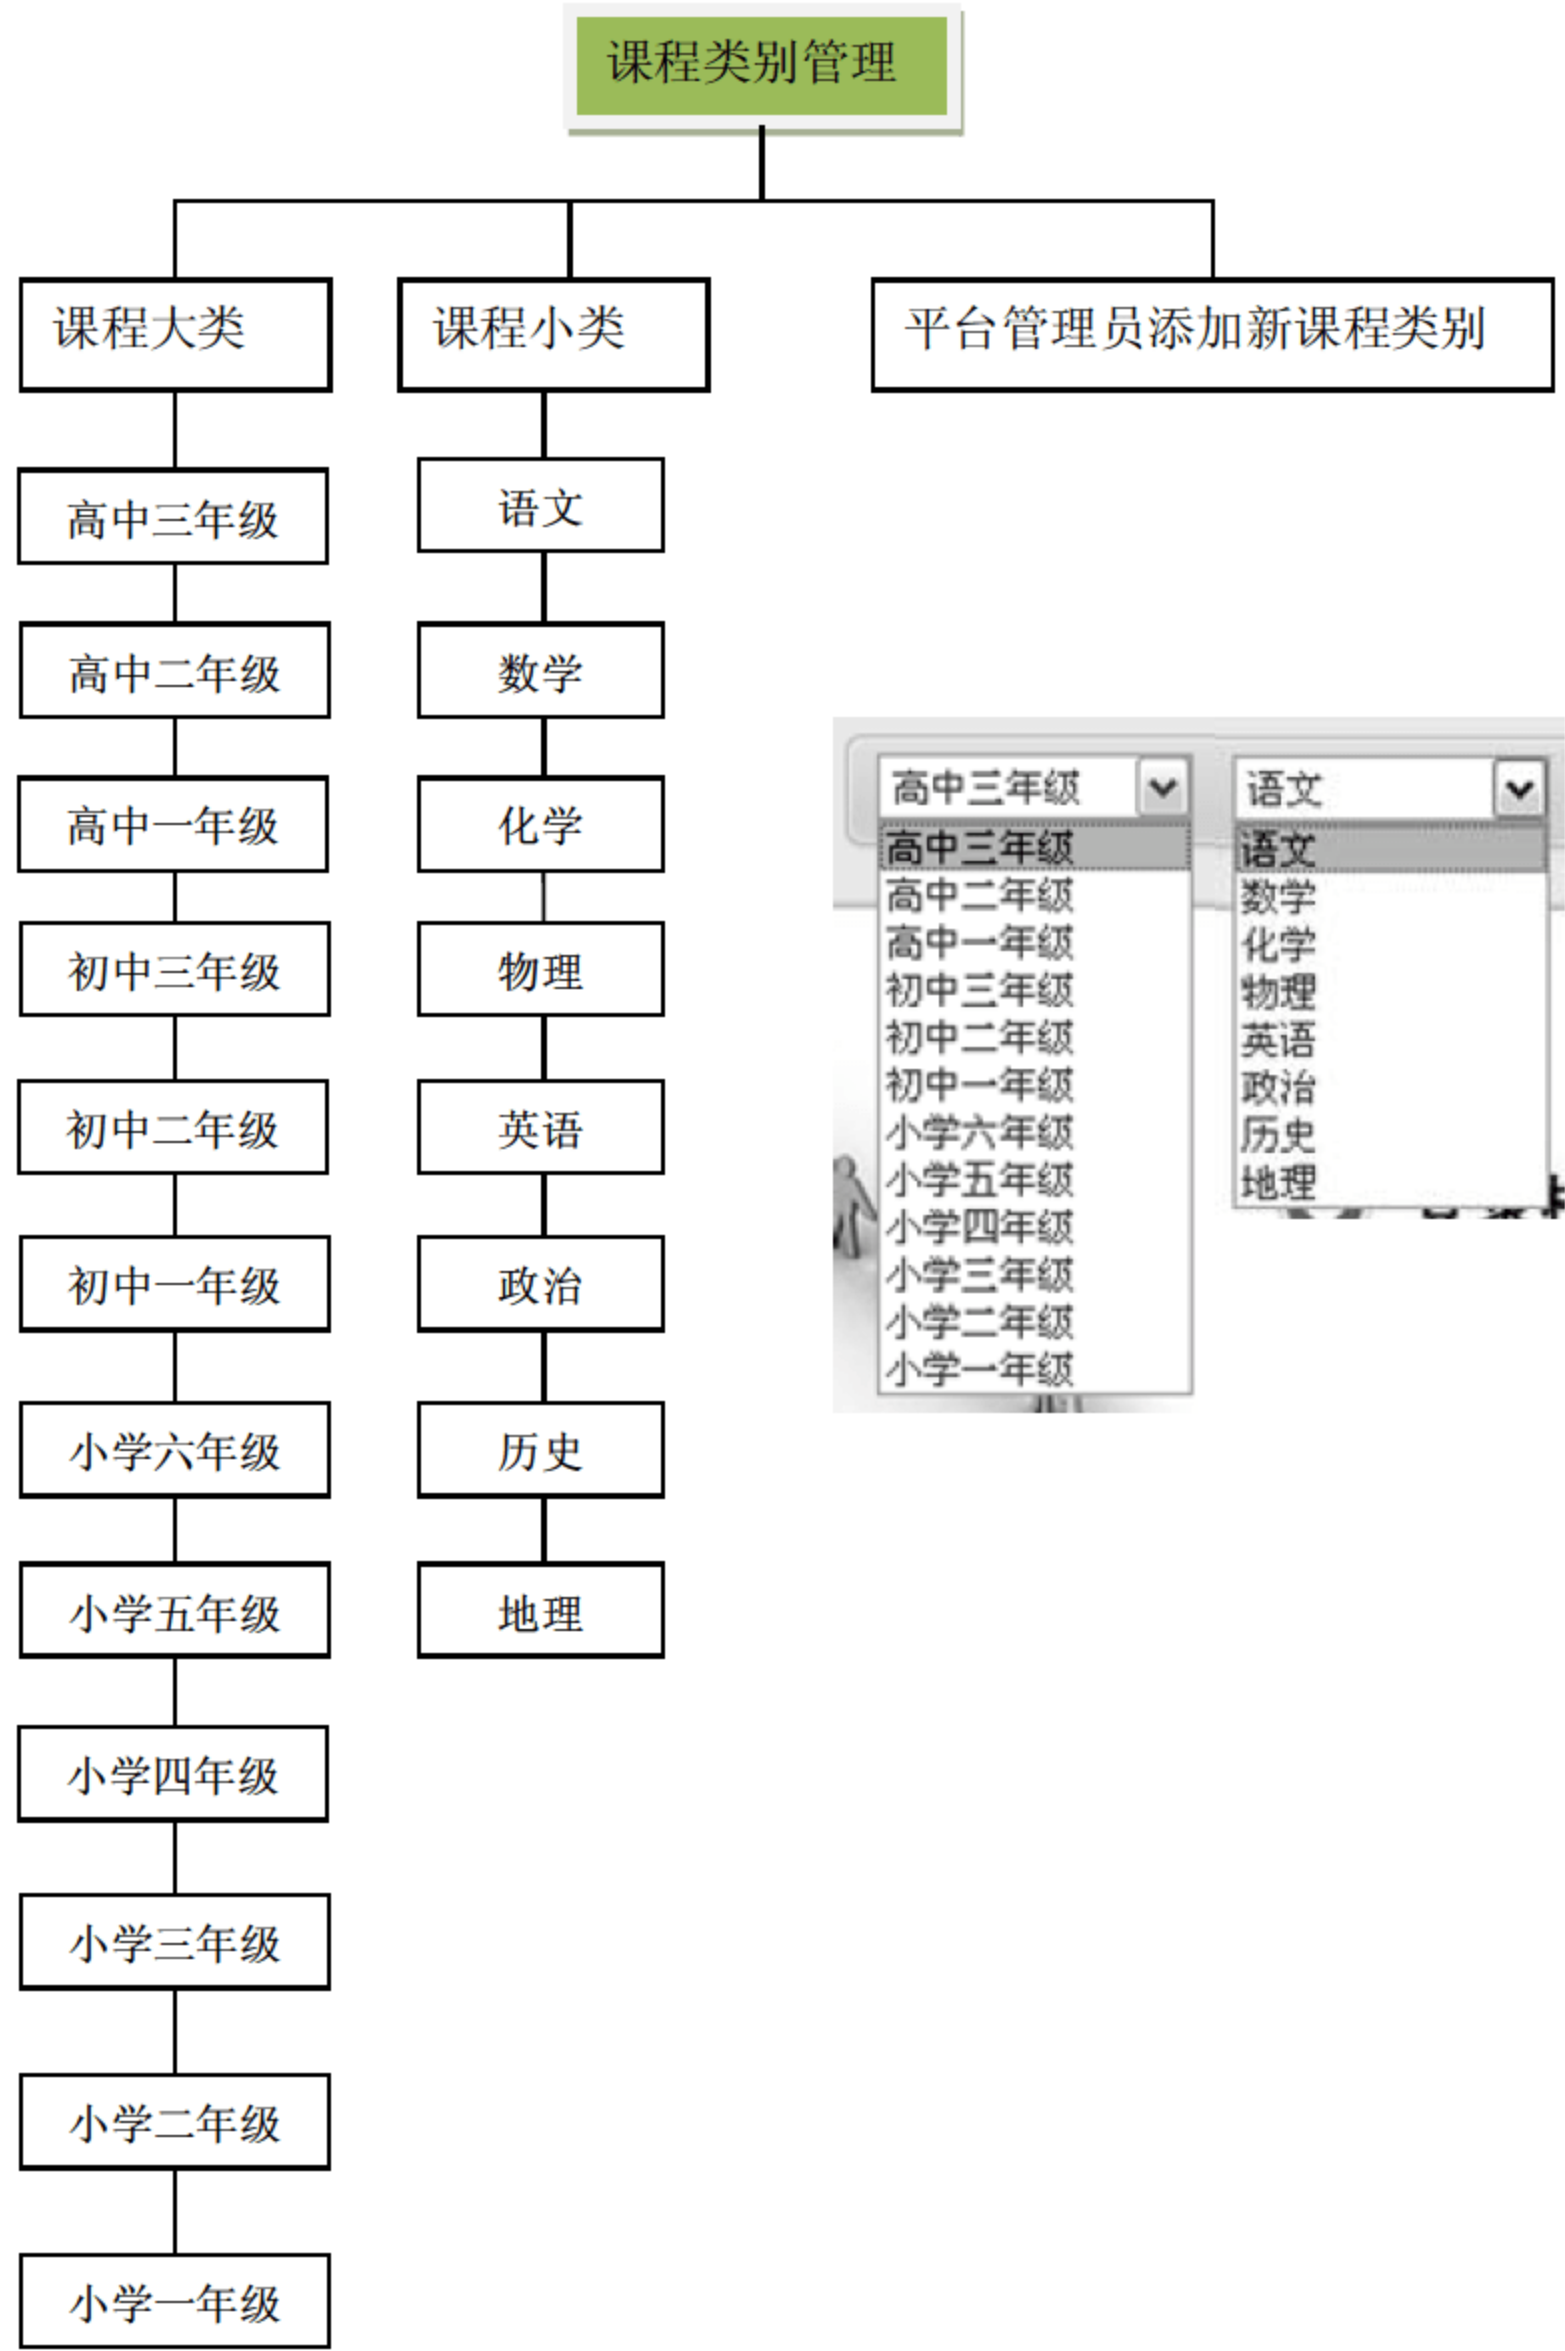 课程类别管理
课程大类
课程小类
平台管理员添加新课程类别
高中三年级
高中二年级
高中一年级
初中三年级
初中二年级
初中一年级
小学六年级
小学五年级
小学四年级
小学三年级
小学二年级
小学一年级
语文
数学
化学
物理
英语
政治
历史
地理
高中三年级
高中三年级
高中二年级
高中一年级
初中三年级
初中二年级
初中一年级
小学六年级
小学五年级
小学四年级
小学三年级
小学二年级
小学一年级
语文
语文
数学
化学
物理
英语
政治
历史
地理